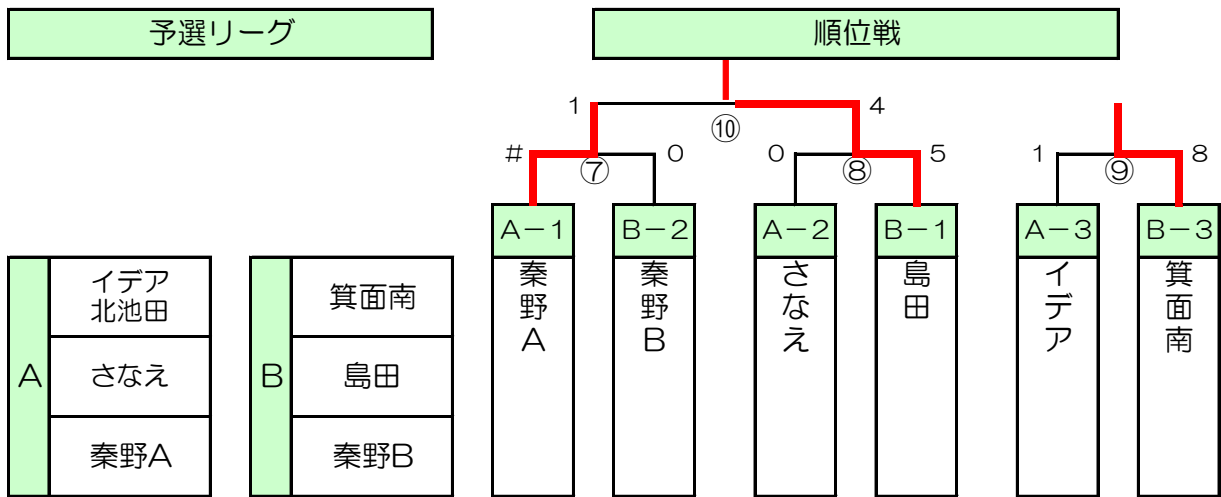 予選リーグ
順位戦
1
4
⑩
#
0
0
5
1
8
⑦
⑧
⑨
A－1
B－2
A－2
B－1
A－3
B－3
秦野A
秦野B
さなえ
島田
イデア
箕面南
A
イデア
北池田
さなえ
秦野A
B
箕面南
島田
秦野B